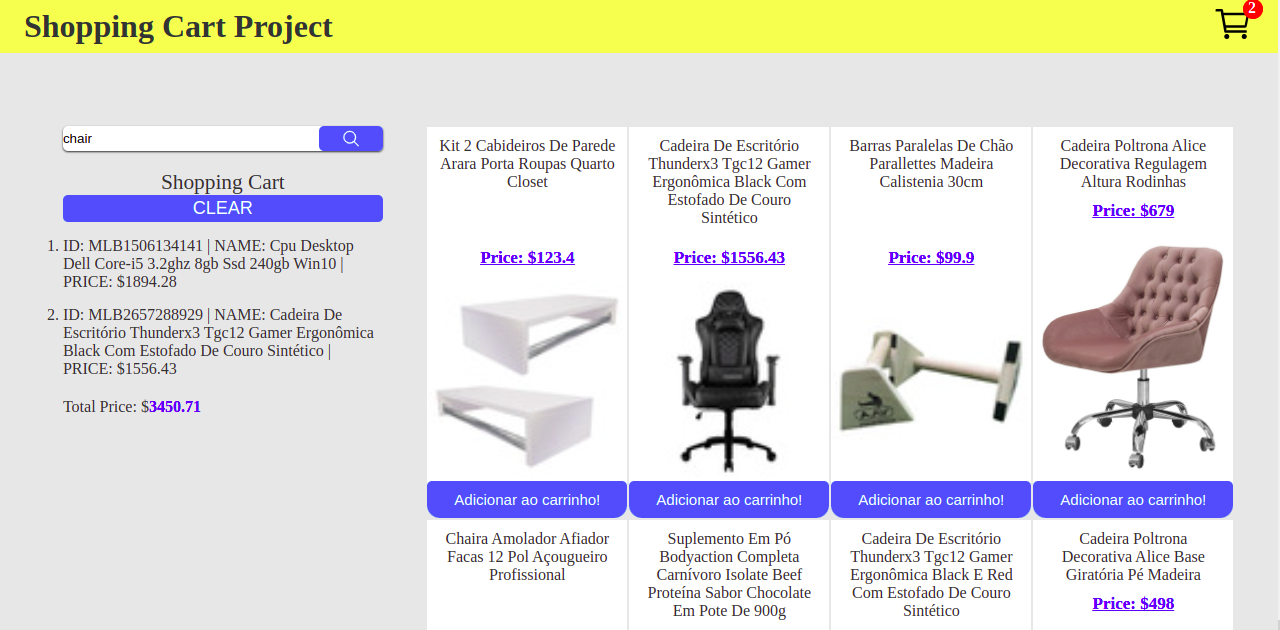 Shopping Cart Project
2
chair
Shopping Cart
CLEAR
1. ID: MLB1506134141 | NAME: Cpu Desktop
Dell Core-i5 3.2ghz 8gb Ssd 240gb Win10 |
PRICE: $1894.28
2. ID: MLB2657288929 | NAME: Cadeira De
Escritório Thunderx3 Tgc12 Gamer Ergonômica
Black Com Estofado De Couro Sintético |
PRICE: $1556.43
Total Price: $3450.71
Kit 2 Cabideiros De Parede
Arara Porta Roupas Quarto
Closet
Price: $123.4
Adicionar ao carrinho!
Cadeira De Escritório
Thunderx3 Tgc12 Gamer
Ergonômica Black Com
Estofado De Couro
Sintético
Price: $1556.43
Adicionar ao carrinho!
Barras Paralelas De Chão
Parallettes Madeira
Calistenia 30cm
Price: $99.9
Adicionar ao carrinho!
Cadeira Poltrona Alice
Decorativa Regulagem
Altura Rodinhas
Price: $679
Adicionar ao carrinho!
Chaira Amolador Afiador
Facas 12 Pol Açougueiro
Profissional
Suplemento Em Pó
Bodyaction Completa
Carnívoro Isolate Beef
Proteína Sabor Chocolate
Em Pote De 900g
Cadeira De Escritório
Thunderx3 Tgc12 Gamer
Ergonômica Black E Red
Com Estofado De Couro
Sintético
Cadeira Poltrona
Decorativa Alice Base
Giratória Pé Madeira
Price: $498